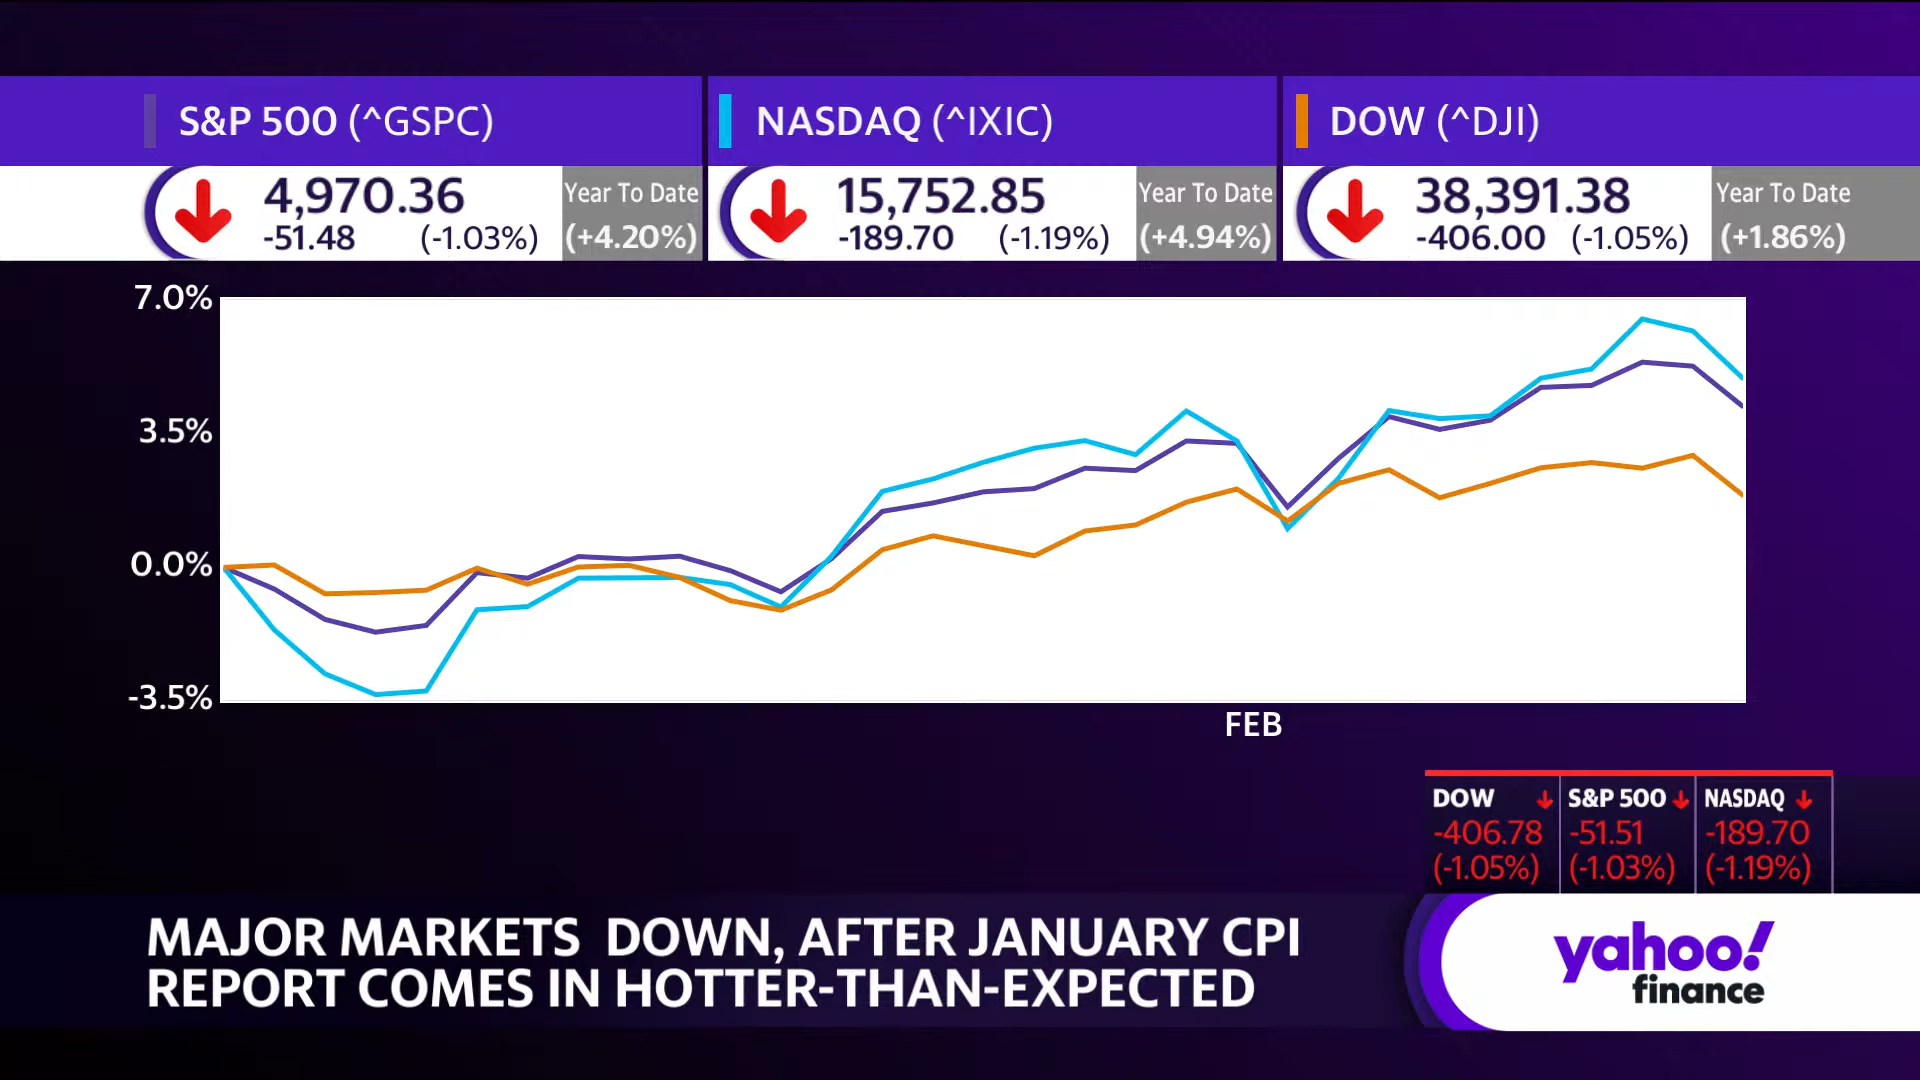 S&P 500 (^GSPC)
4,970.36
-51.48 (-1.03%)
Year To Date
(+4.20%)
NASDAQ (^IXIC)
15,752.85
-189.70 (-1.19%)
Year To Date
(+4.94%)
DOW (^DJI)
38,391.38
-406.00 (-1.05%)
Year To Date
(+1.86%)
7.0%
3.5%
0.0%
-3.5%
FEB
DOW
-406.78
(-1.05%)
S&P 500
-51.51
(-1.03%)
NASDAQ
-189.70
(-1.19%)
MAJOR MARKETS DOWN, AFTER JANUARY CPI
REPORT COMES IN HOTTER-THAN-EXPECTED
yahoo!
finance